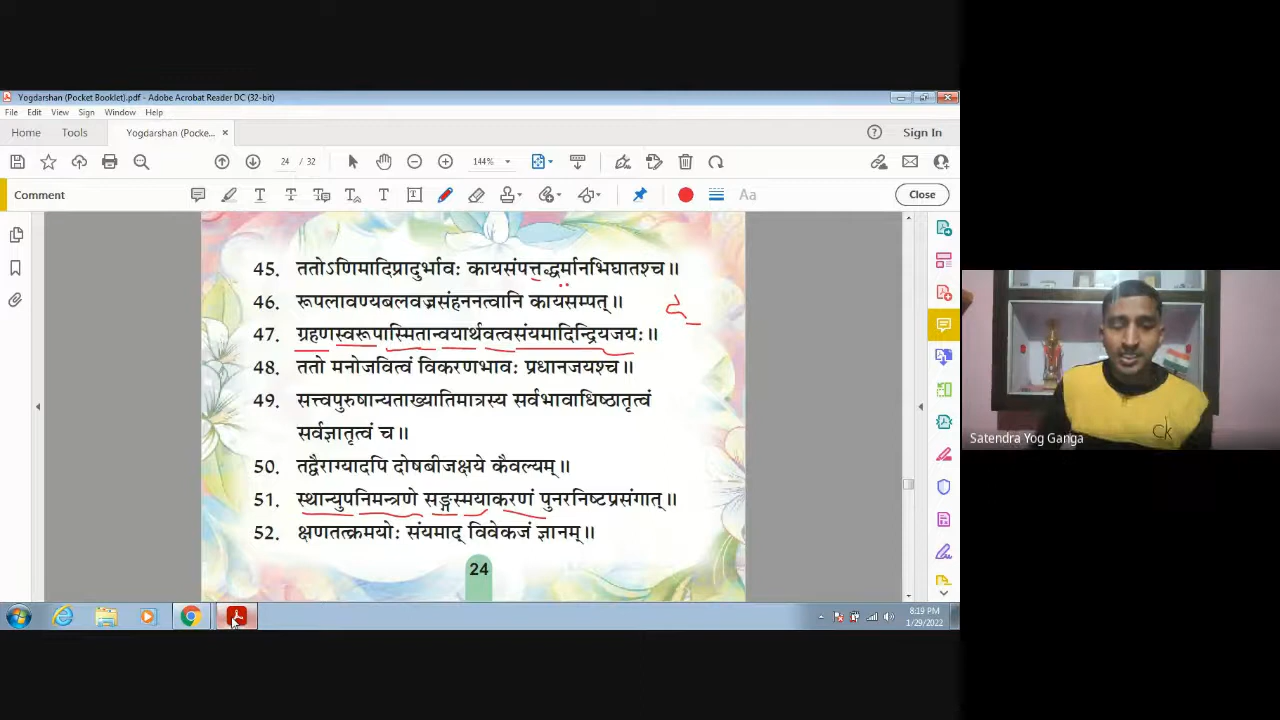 Yogdarshan (Pocket Booklet).pdf - Adobe Acrobat Reader DC (32-bit)
File Edit View Sign Window Help
Home Tools Yogdarshan (Pocke... × Sign In
24 / 32 144%
Comment Aa Close
45. ततोऽणिमादिप्रादुर्भावः कायसंपत्तद्धर्मानभिघातश्च॥
46. रूपलावण्यबलवज्रसंहननत्वानि कायसम्पत्॥
47. ग्रहणस्वरूपास्मितान्वयार्थवत्वसंयमादिन्द्रियजयः॥
48. ततो मनोजवित्वं विकरणभावः प्रधानजयश्च॥
49. सत्त्वपुरुषान्यताख्यातिमात्रस्य सर्वभावाधिष्ठातृत्वं
सर्वज्ञातृत्वं च॥
50. तद्वैराग्यादपि दोषबीजक्षये कैवल्यम्॥
51. स्थान्युपनिमन्त्रणे सङ्गस्मयाकरणं पुनरनिष्टप्रसंगात्॥
52. क्षणतत्क्रमयोः संयमाद् विवेकजं ज्ञानम्॥
24
8:19 PM
1/29/2022
ck
Satendra Yog Ganga